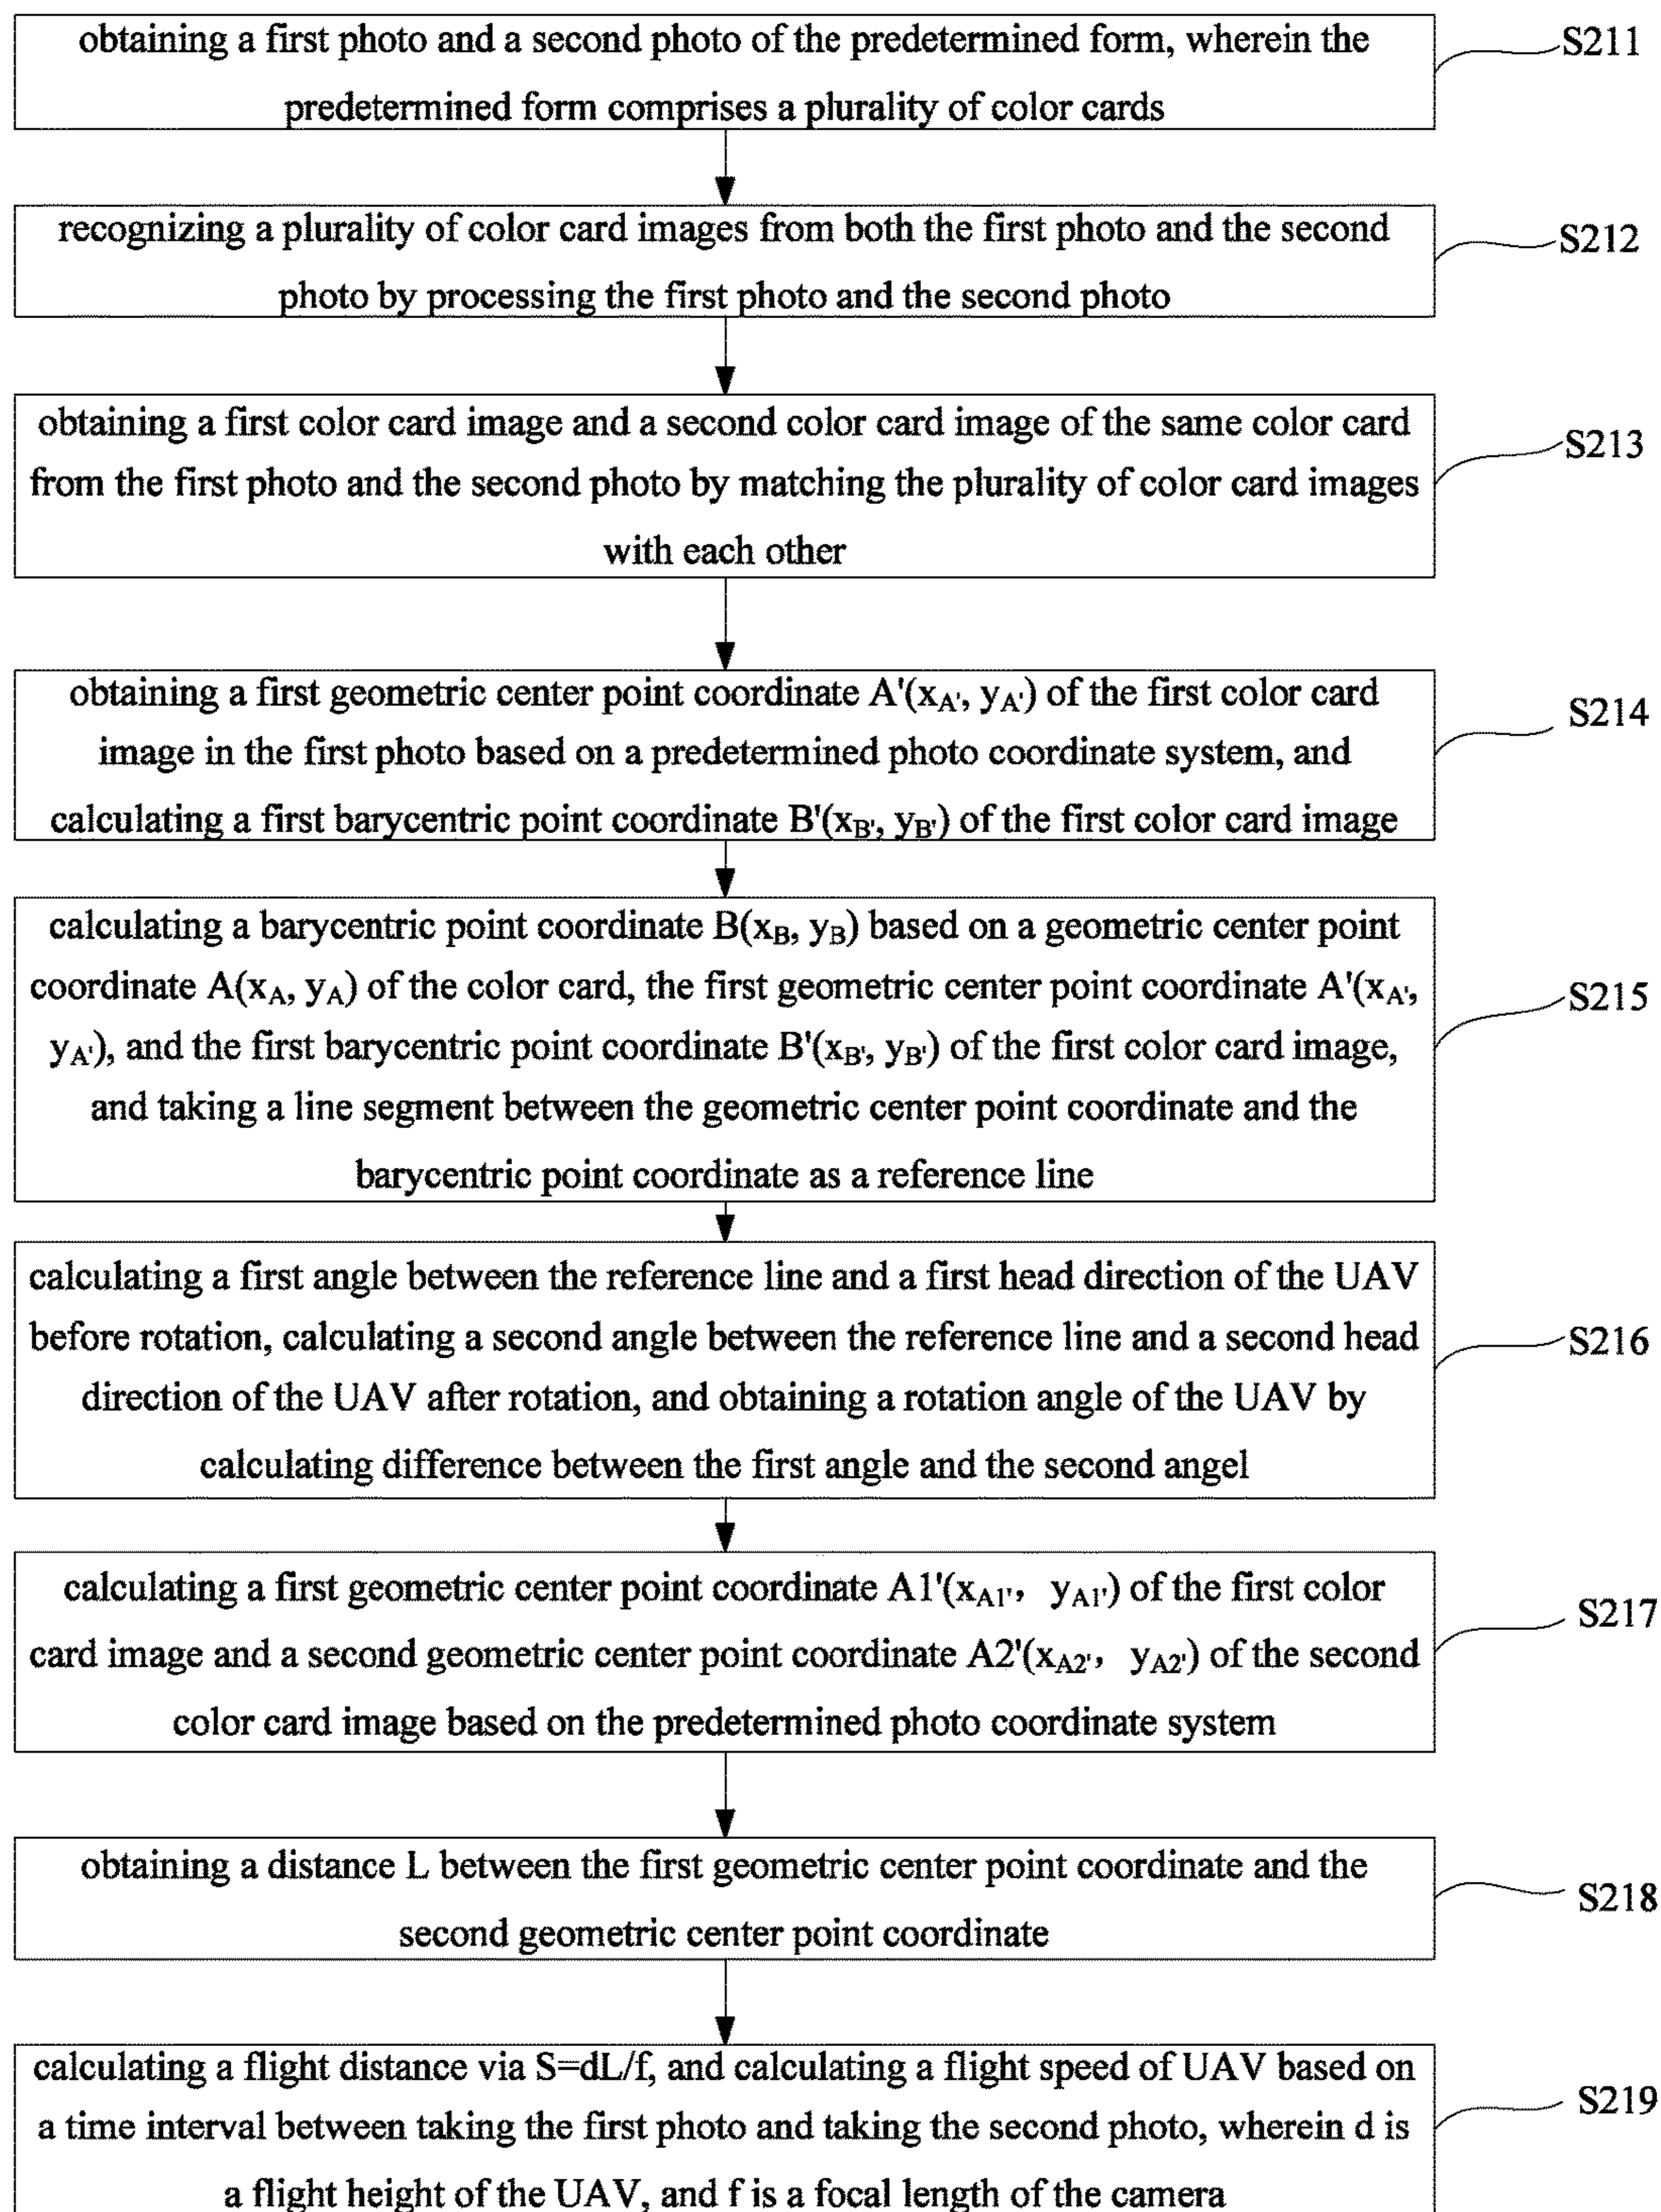 obtaining a first photo and a second photo of the predetermined form, wherein the
predetermined form comprises a plurality of color cards
S211
recognizing a plurality of color card images from both the first photo and the second
photo by processing the first photo and the second photo
S212
obtaining a first color card image and a second color card image of the same color card
from the first photo and the second photo by matching the plurality of color card images
with each other
S213
obtaining a first geometric center point coordinate A'(xA', yA') of the first color card
image in the first photo based on a predetermined photo coordinate system, and
calculating a first barycentric point coordinate B'(xB', yB') of the first color card image
S214
calculating a barycentric point coordinate B(xB, yB) based on a geometric center point
coordinate A(xA, yA) of the color card, the first geometric center point coordinate A'(xA',
yA'), and the first barycentric point coordinate B'(xB', yB') of the first color card image,
and taking a line segment between the geometric center point coordinate and the
barycentric point coordinate as a reference line
S215
calculating a first angle between the reference line and a first head direction of the UAV
before rotation, calculating a second angle between the reference line and a second head
direction of the UAV after rotation, and obtaining a rotation angle of the UAV by
calculating difference between the first angle and the second angel
S216
calculating a first geometric center point coordinate A1'(xA1', yA1') of the first color
card image and a second geometric center point coordinate A2'(xA2', yA2') of the second
color card image based on the predetermined photo coordinate system
S217
obtaining a distance L between the first geometric center point coordinate and the
second geometric center point coordinate
S218
calculating a flight distance via S=dL/f, and calculating a flight speed of UAV based on
a time interval between taking the first photo and taking the second photo, wherein d is
a flight height of the UAV, and f is a focal length of the camera
S219